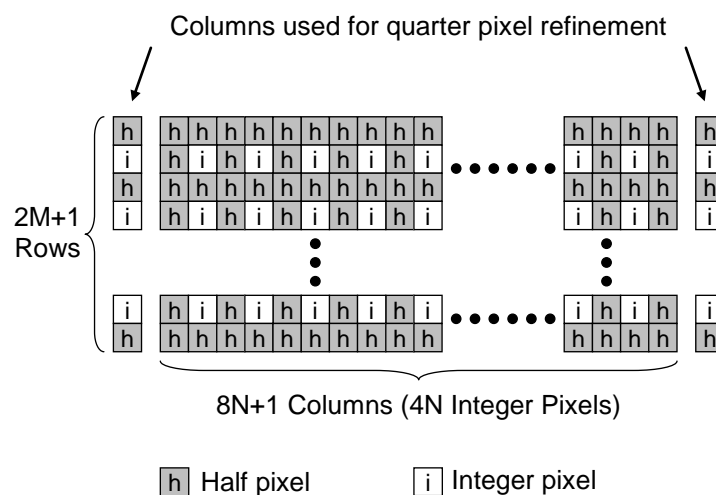 Columns used for quarter pixel refinement
h h h h h h h h h h h h h h h h
i h i h i h i h i h i i h i h i
h h h h h h h h h h h h h h h h
i h i h i h i h i h i i h i h i
2M+1
Rows
i h i h i h i h i h i i h i h i
h h h h h h h h h h h h h h h h
8N+1 Columns (4N Integer Pixels)
h Half pixel
i Integer pixel